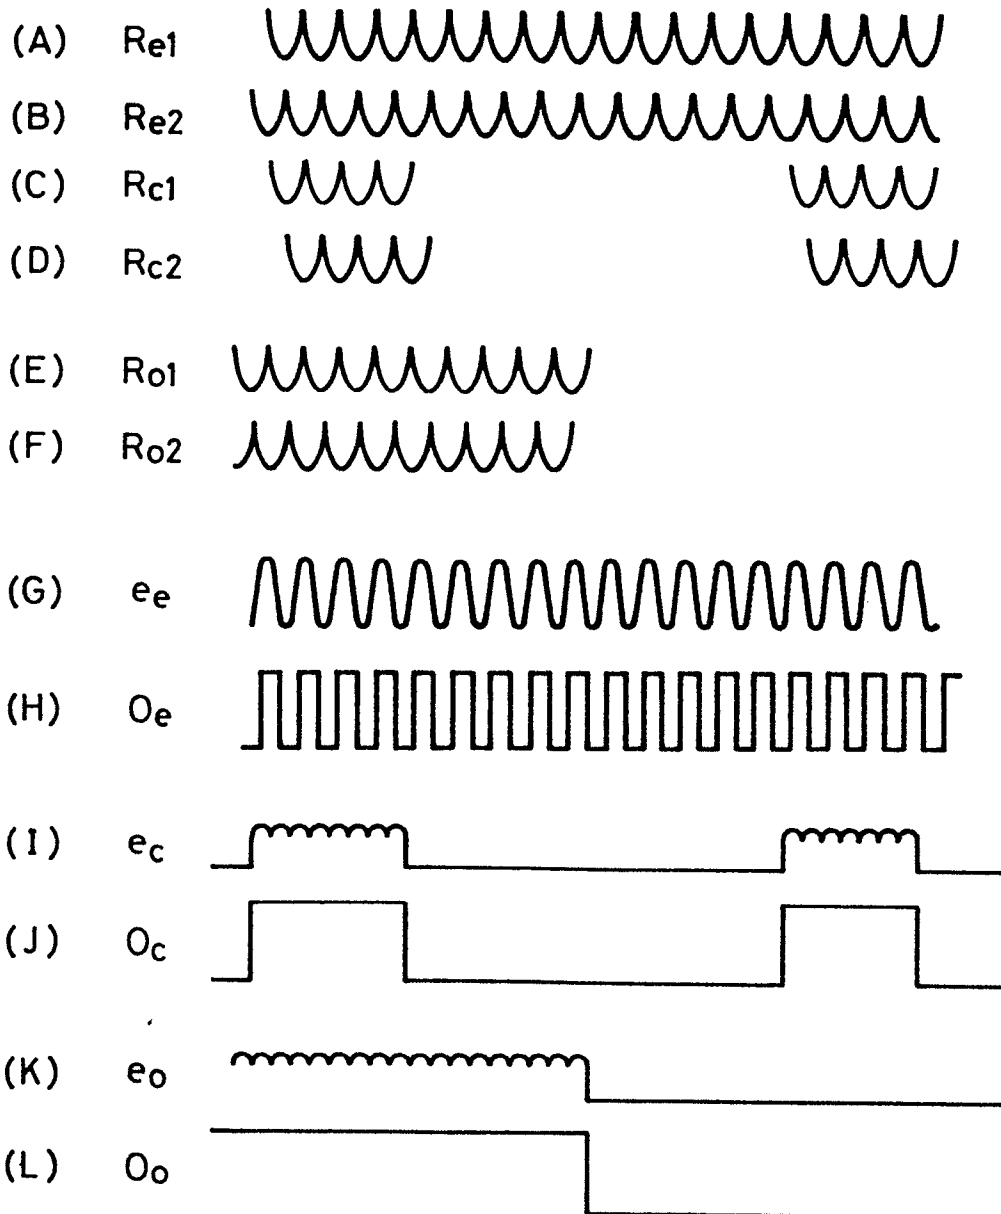 (A) Re1
(B) Re2
(C) Rc1
(D) Rc2
(E) Ro1
(F) Ro2
(G) ee
(H) Oe
(I) ec
(J) Oc
(K) eo
(L) Oo